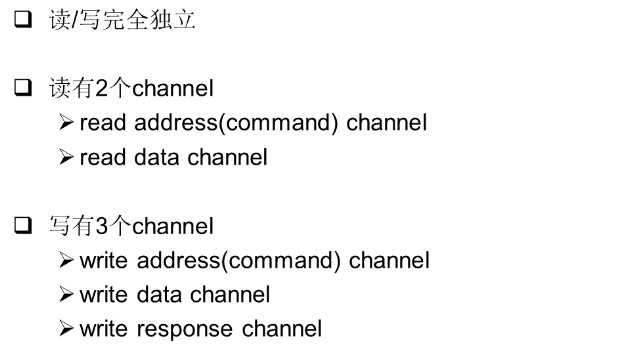 ❑ 读/写完全独立
❑ 读有2个channel
➢ read address(command) channel
➢ read data channel
❑ 写有3个channel
➢ write address(command) channel
➢ write data channel
➢ write response channel